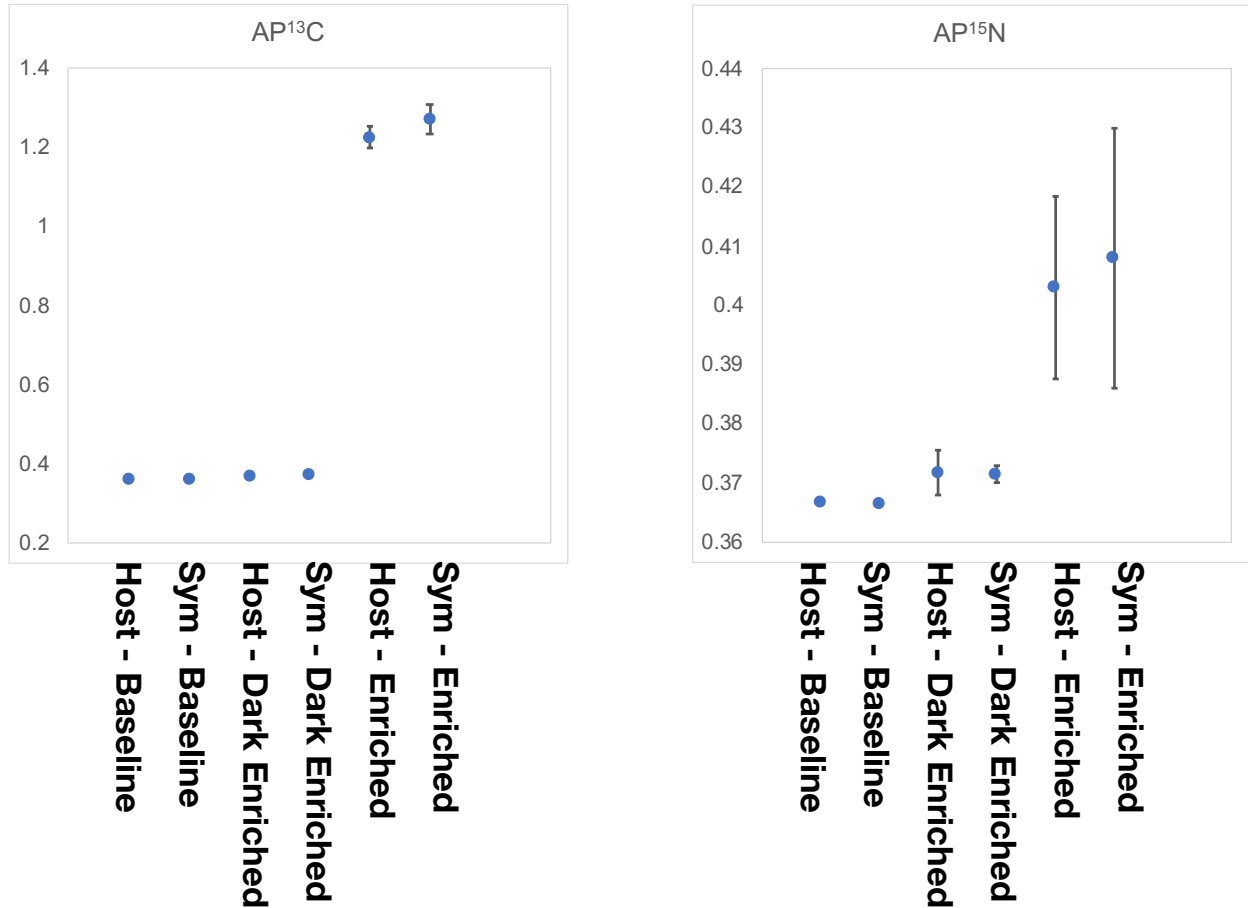 AP¹³C
1.4
1.2
1
0.8
0.6
0.4
0.2
Host - Baseline
Sym - Baseline
Host - Dark Enriched
Sym - Dark Enriched
Host - Enriched
Sym - Enriched
AP¹⁵N
0.44
0.43
0.42
0.41
0.4
0.39
0.38
0.37
0.36
Host - Baseline
Sym - Baseline
Host - Dark Enriched
Sym - Dark Enriched
Host - Enriched
Sym - Enriched